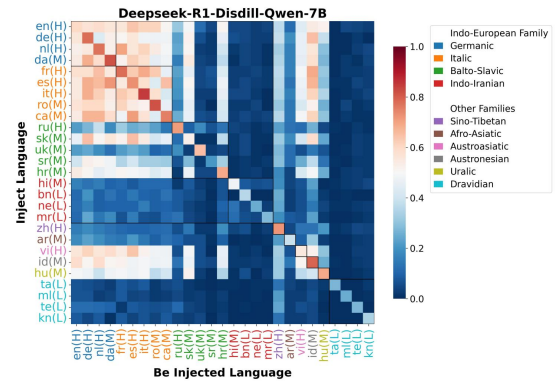 Deepseek-R1-Disdill-Qwen-7B
Inject Language
en(H)
de(H)
nl(H)
da(M)
fr(H)
es(H)
it(H)
ro(M)
ca(M)
ru(H)
sk(M)
uk(M)
sr(M)
hr(M)
hi(M)
bn(L)
ne(L)
mr(L)
zh(H)
ar(M)
vi(H)
id(M)
hu(M)
ta(L)
ml(L)
te(L)
kn(L)
en(H) de(H) nl(H) da(M) fr(H) es(H) it(H) ro(M) ca(M) ru(H) sk(M) uk(M) sr(M) hr(M) hi(M) bn(L) ne(L) mr(L) zh(H) ar(M) vi(H) id(M) hu(M) ta(L) ml(L) te(L) kn(L)
Be Injected Language
1.0
0.8
0.6
0.4
0.2
0.0
Indo-European Family
Germanic
Italic
Balto-Slavic
Indo-Iranian
Other Families
Sino-Tibetan
Afro-Asiatic
Austroasiatic
Austronesian
Uralic
Dravidian